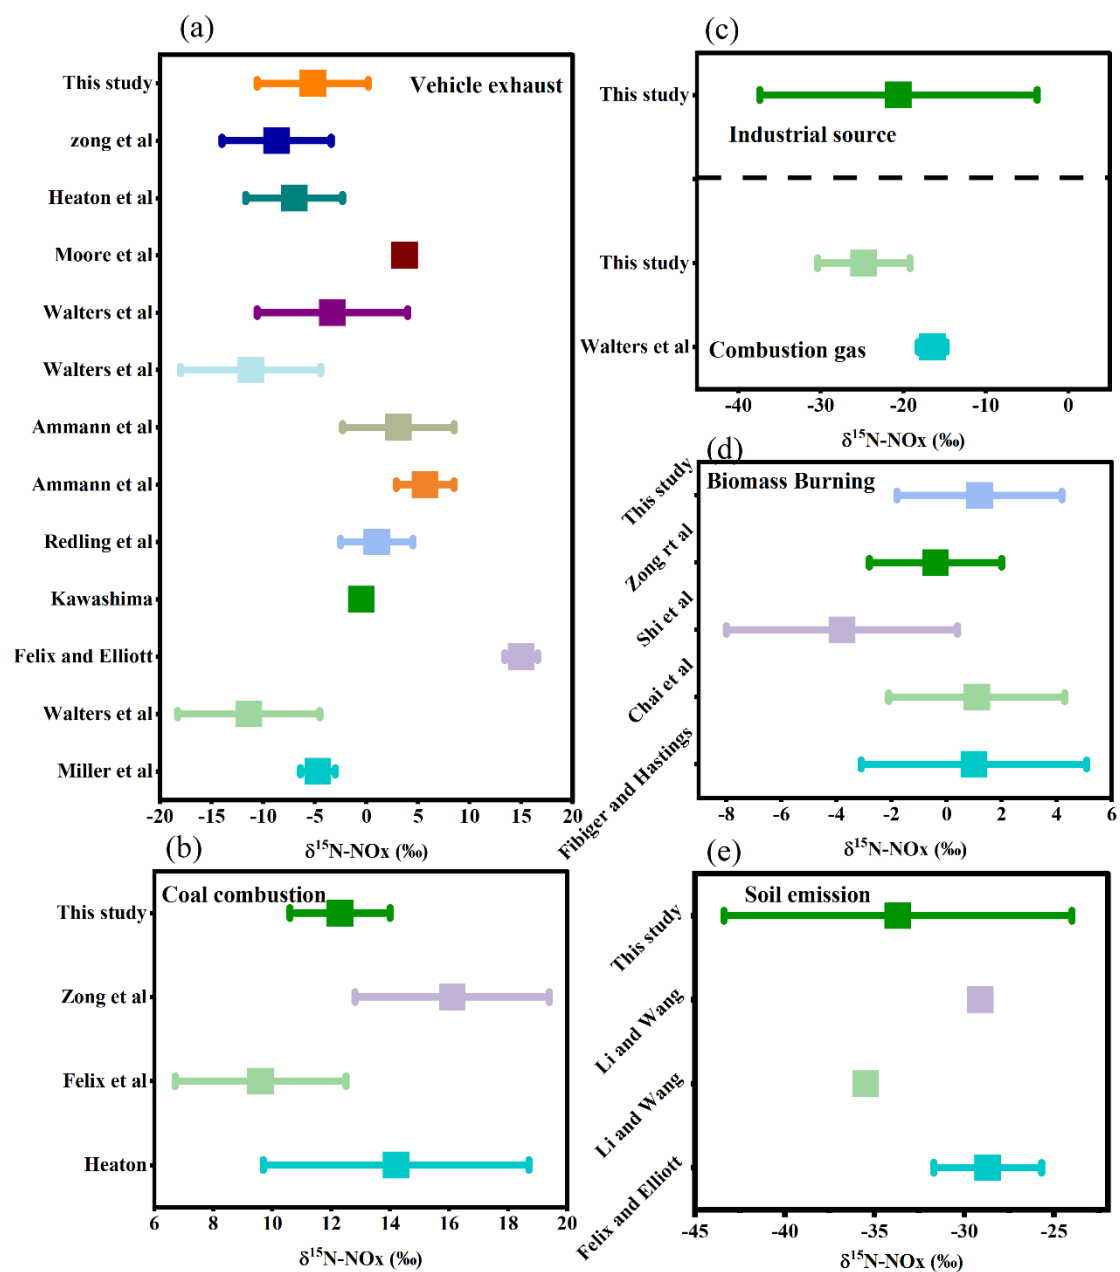 (a)
Vehicle exhaust
This study
zong et al
Heaton et al
Moore et al
Walters et al
Walters et al
Ammann et al
Ammann et al
Redling et al
Kawashima
Felix and Elliott
Walters et al
Miller et al
-20 -15 -10 -5 0 5 10 15 20
δ¹⁵N-NOx (‰)
(b)
Coal combustion
This study
Zong et al
Felix et al
Heaton
6 8 10 12 14 16 18 20
δ¹⁵N-NOx (‰)
(c)
This study
Industrial source
This study
Walters et al
Combustion gas
-40 -30 -20 -10 0
δ¹⁵N-NOx (‰)
(d)
Biomass Burning
This study
Zong rt al
Shi et al
Chai et al
Fibiger and Hastings
-8 -6 -4 -2 0 2 4 6
δ¹⁵N-NOx (‰)
(e)
Soil emission
This study
Li and Wang
Li and Wang
Felix and Elliott
-45 -40 -35 -30 -25
δ¹⁵N-NOx (‰)